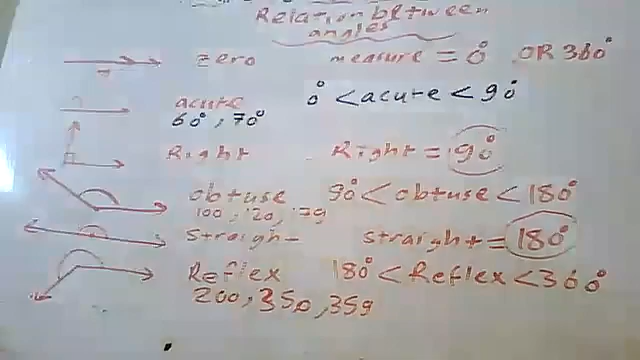 Relation between
angles
zero measure = 0° OR 360°
acute 0° < acute < 90°
60°, 70°
Right Right = 90°
obtuse 90° < obtuse < 180°
100, 120, 179
straigh- straight = 180°
Reflex 180° < Reflex < 360°
200, 350, 359